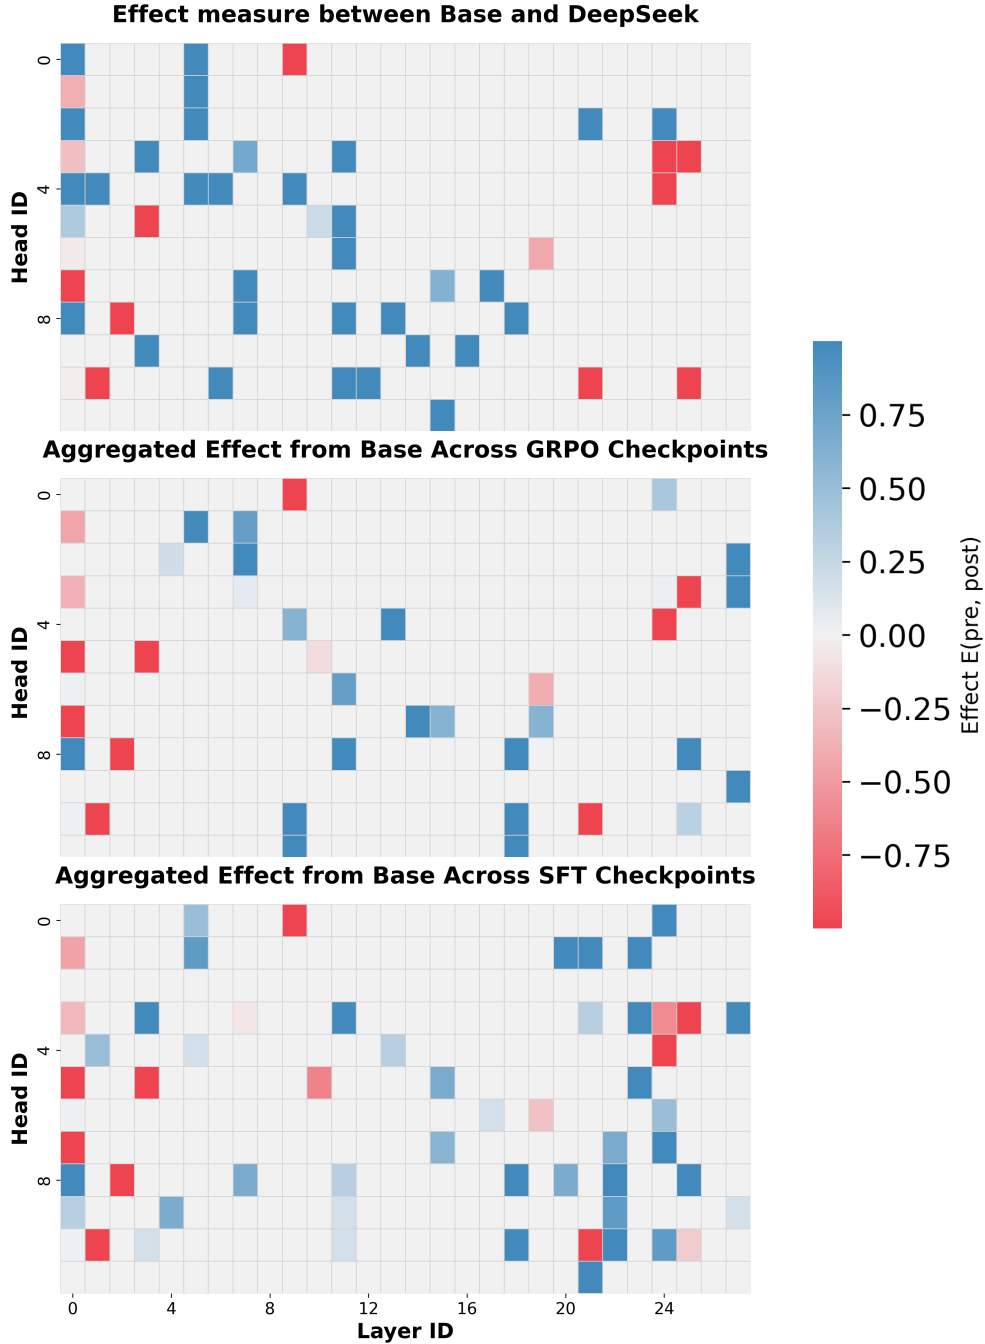 Effect measure between Base and DeepSeek
0
4
8
Head ID
Aggregated Effect from Base Across GRPO Checkpoints
0
4
8
Head ID
Aggregated Effect from Base Across SFT Checkpoints
0
4
8
Head ID
0 4 8 12 16 20 24
Layer ID
0.75
0.50
0.25
0.00
−0.25
−0.50
−0.75
Effect E(pre, post)